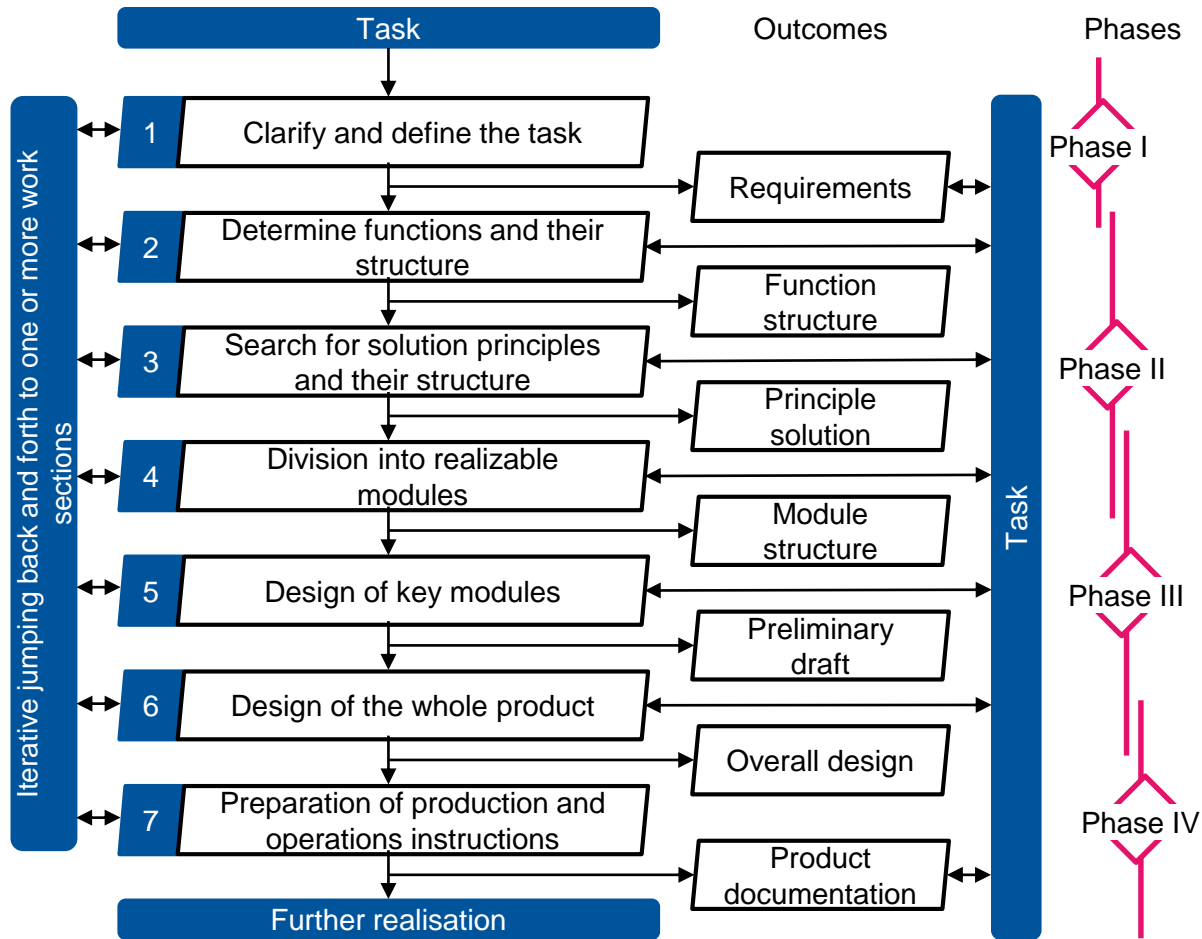 Task
Outcomes
Phases
1
Clarify and define the task
Phase I
Requirements
2
Determine functions and their
structure
Function
structure
3
Search for solution principles
and their structure
Phase II
Principle
solution
4
Division into realizable
modules
Module
structure
5
Design of key modules
Phase III
Preliminary
draft
6
Design of the whole product
Overall design
7
Preparation of production and
operations instructions
Phase IV
Product
documentation
Further realisation
Iterative jumping back and forth to one or more work
sections
Task